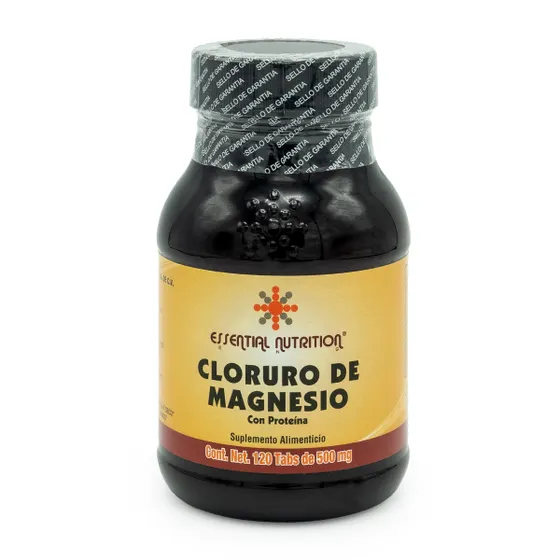 SELLO DE GARANTIA
ESSENTIAL NUTRITION®
CLORURO DE
MAGNESIO
Con Proteína
Suplemento Alimenticio
Cont. Net. 120 Tabs de 500 mg